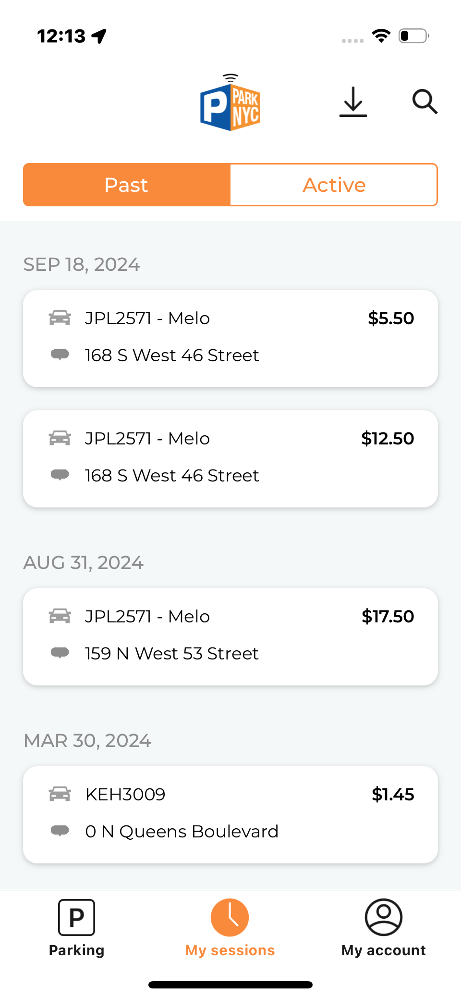 12:13
P PARK
NYC
Past Active
SEP 18, 2024
JPL2571 - Melo $5.50
168 S West 46 Street
JPL2571 - Melo $12.50
168 S West 46 Street
AUG 31, 2024
JPL2571 - Melo $17.50
159 N West 53 Street
MAR 30, 2024
KEH3009 $1.45
0 N Queens Boulevard
P
Parking My sessions My account